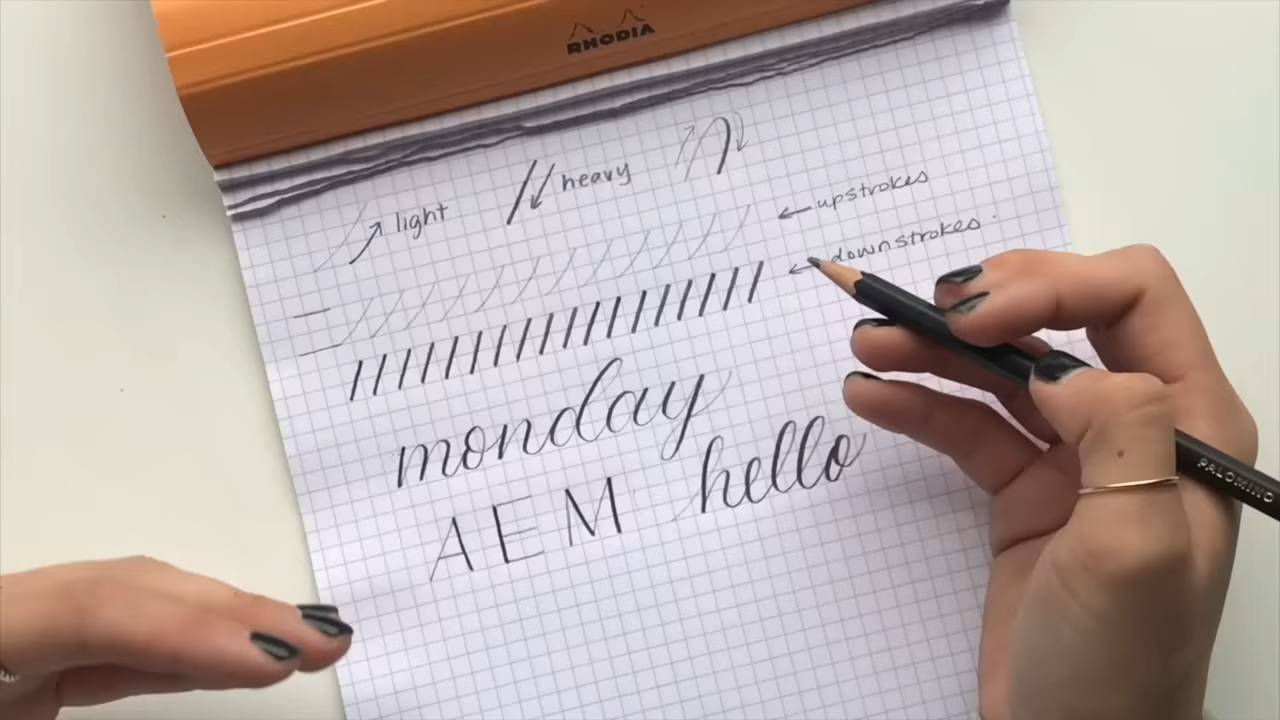 RHODIA
light
heavy
upstrokes
downstrokes
monday
AEM hello
PALOMINO